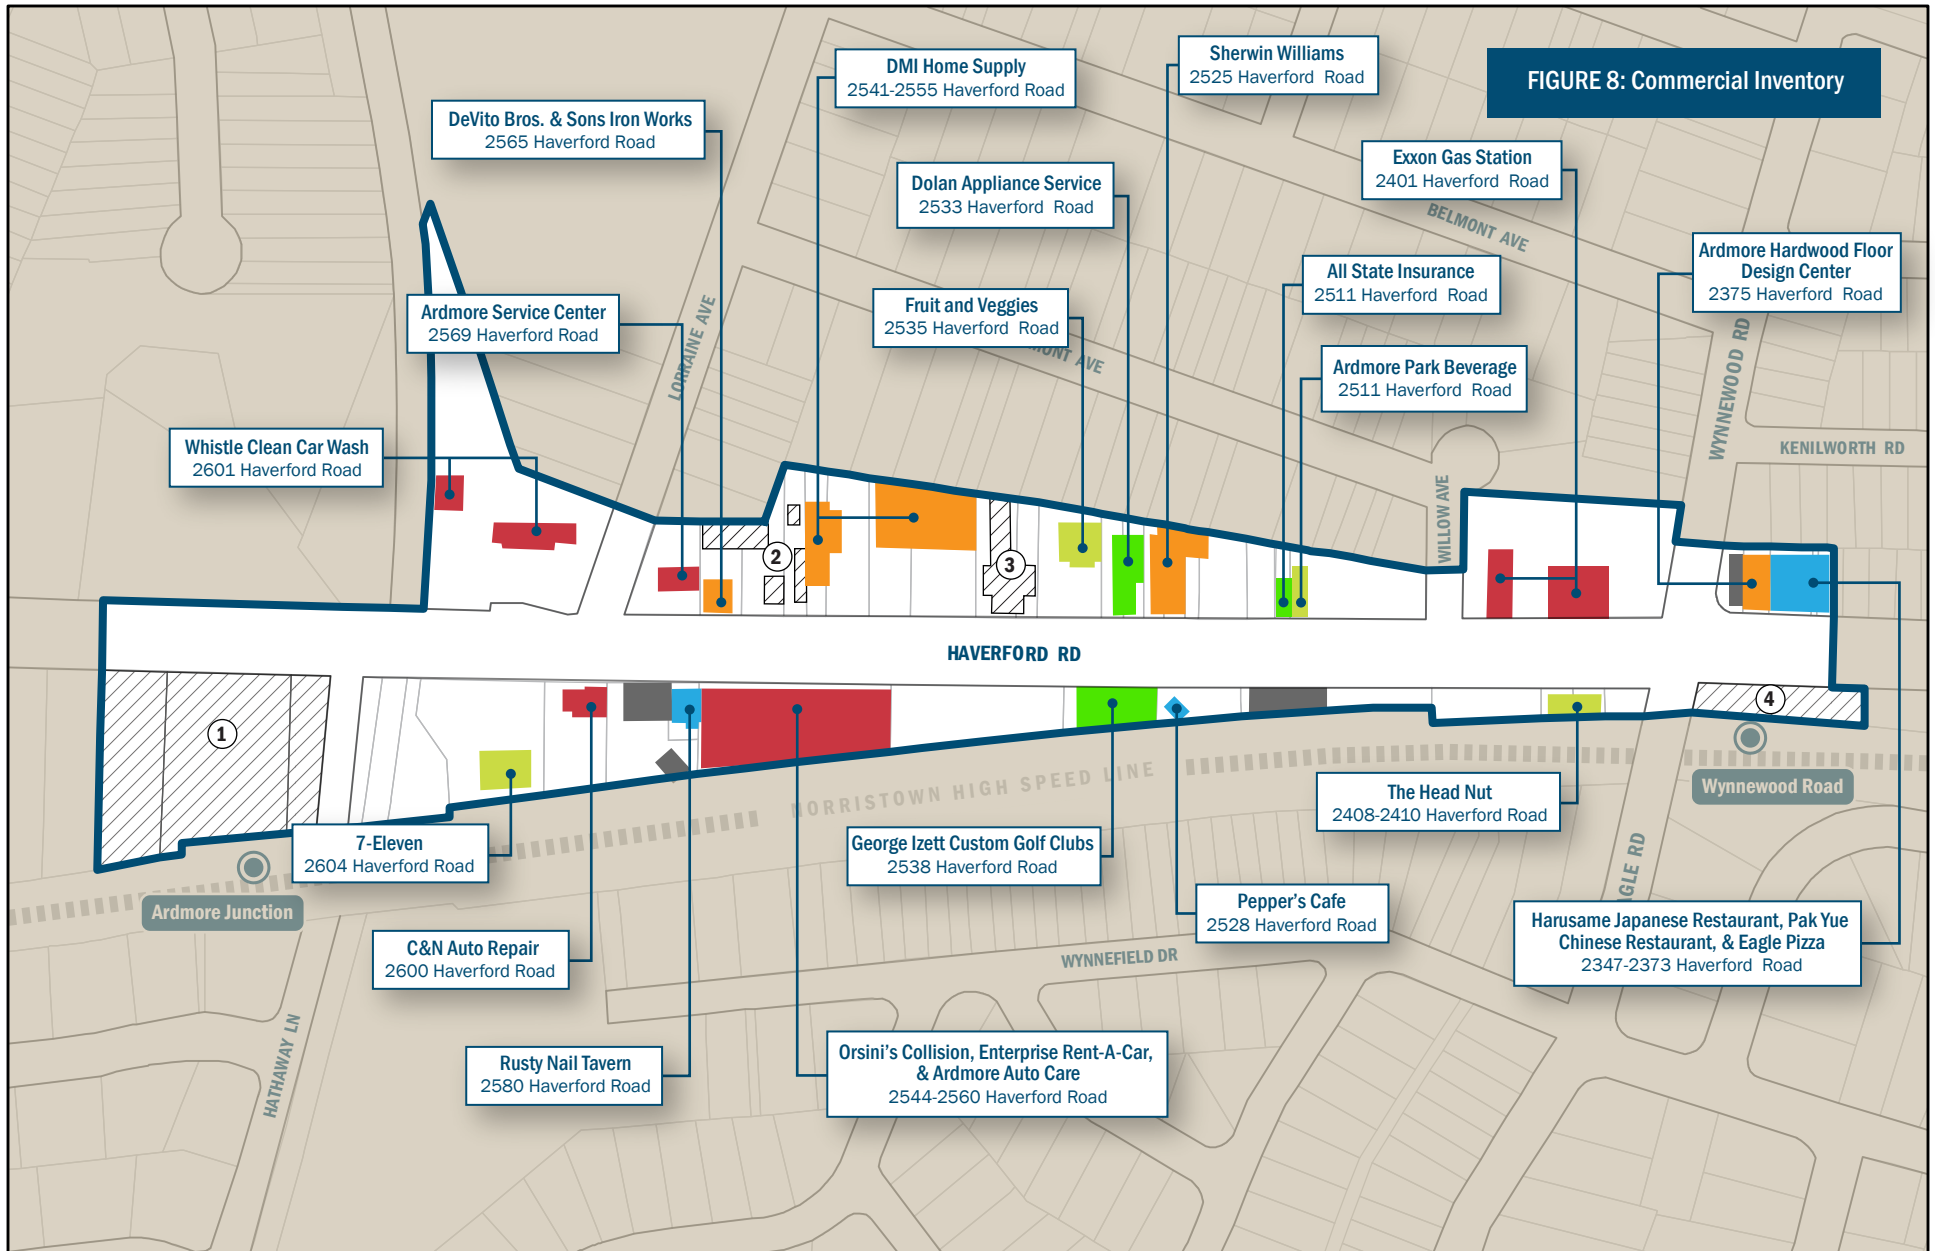 FIGURE 8: Commercial Inventory
Sherwin Williams
2525 Haverford Road
DMI Home Supply
2541-2555 Haverford Road
DeVito Bros. & Sons Iron Works
2565 Haverford Road
Exxon Gas Station
2401 Haverford Road
Dolan Appliance Service
2533 Haverford Road
BELMONT AVE
Ardmore Hardwood Floor
Design Center
2375 Haverford Road
All State Insurance
2511 Haverford Road
Fruit and Veggies
2535 Haverford Road
Ardmore Service Center
2569 Haverford Road
LORRAINE AVE
AVE
Ardmore Park Beverage
2511 Haverford Road
WYNNEWOOD RD
KENILWORTH RD
Whistle Clean Car Wash
2601 Haverford Road
WILLOW AVE
2
3
HAVERFORD RD
1
4
NORRISTOWN HIGH SPEED LINE
Wynnewood Road
The Head Nut
2408-2410 Haverford Road
7-Eleven
2604 Haverford Road
George Izett Custom Golf Clubs
2538 Haverford Road
RD
Ardmore Junction
Pepper's Cafe
2528 Haverford Road
Harusame Japanese Restaurant, Pak Yue
Chinese Restaurant, & Eagle Pizza
2347-2373 Haverford Road
C&N Auto Repair
2600 Haverford Road
WYNNEFIELD DR
HATHAWAY LN
Rusty Nail Tavern
2580 Haverford Road
Orsini's Collision, Enterprise Rent-A-Car,
& Ardmore Auto Care
2544-2560 Haverford Road